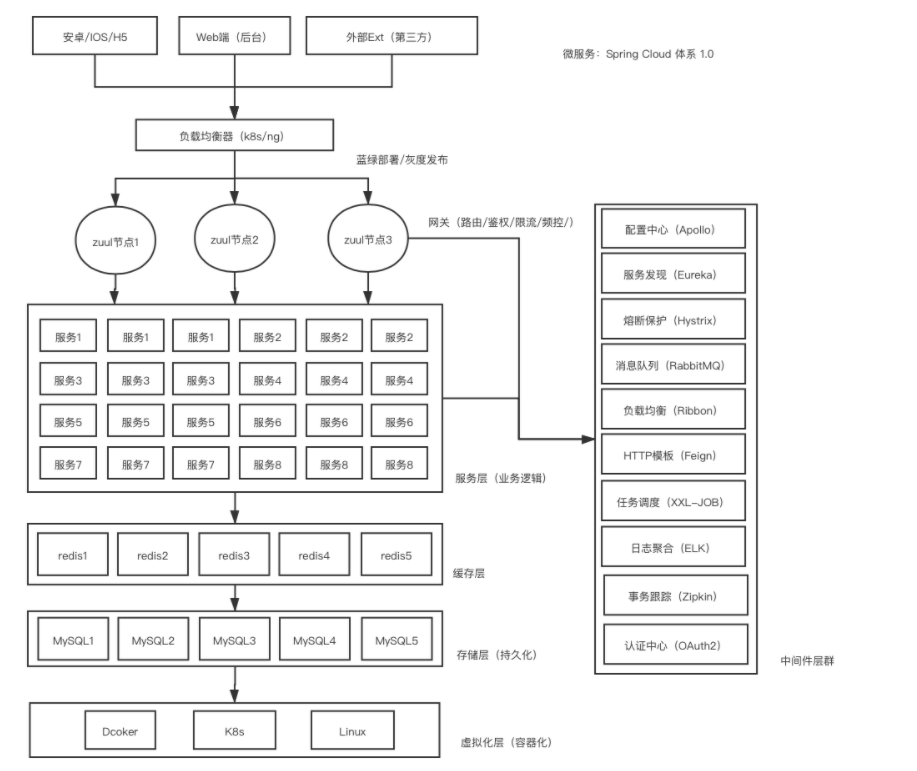 安卓/IOS/H5
Web端（后台）
外部Ext（第三方）
微服务：Spring Cloud 体系 1.0
负载均衡器（k8s/ng）
蓝绿部署/灰度发布
zuul节点1
zuul节点2
zuul节点3
网关（路由/鉴权/限流/频控/）
服务1
服务1
服务1
服务2
服务2
服务2
服务3
服务3
服务3
服务4
服务4
服务4
服务5
服务5
服务5
服务6
服务6
服务6
服务7
服务7
服务7
服务8
服务8
服务8
服务层（业务逻辑）
redis1
redis2
redis3
redis4
redis5
缓存层
MySQL1
MySQL2
MySQL3
MySQL4
MySQL5
存储层（持久化）
Dcoker
K8s
Linux
虚拟化层（容器化）
配置中心（Apollo）
服务发现（Eureka）
熔断保护（Hystrix）
消息队列（RabbitMQ）
负载均衡（Ribbon）
HTTP模板（Feign）
任务调度（XXL-JOB）
日志聚合（ELK）
事务跟踪（Zipkin）
认证中心（OAuth2）
中间件层群